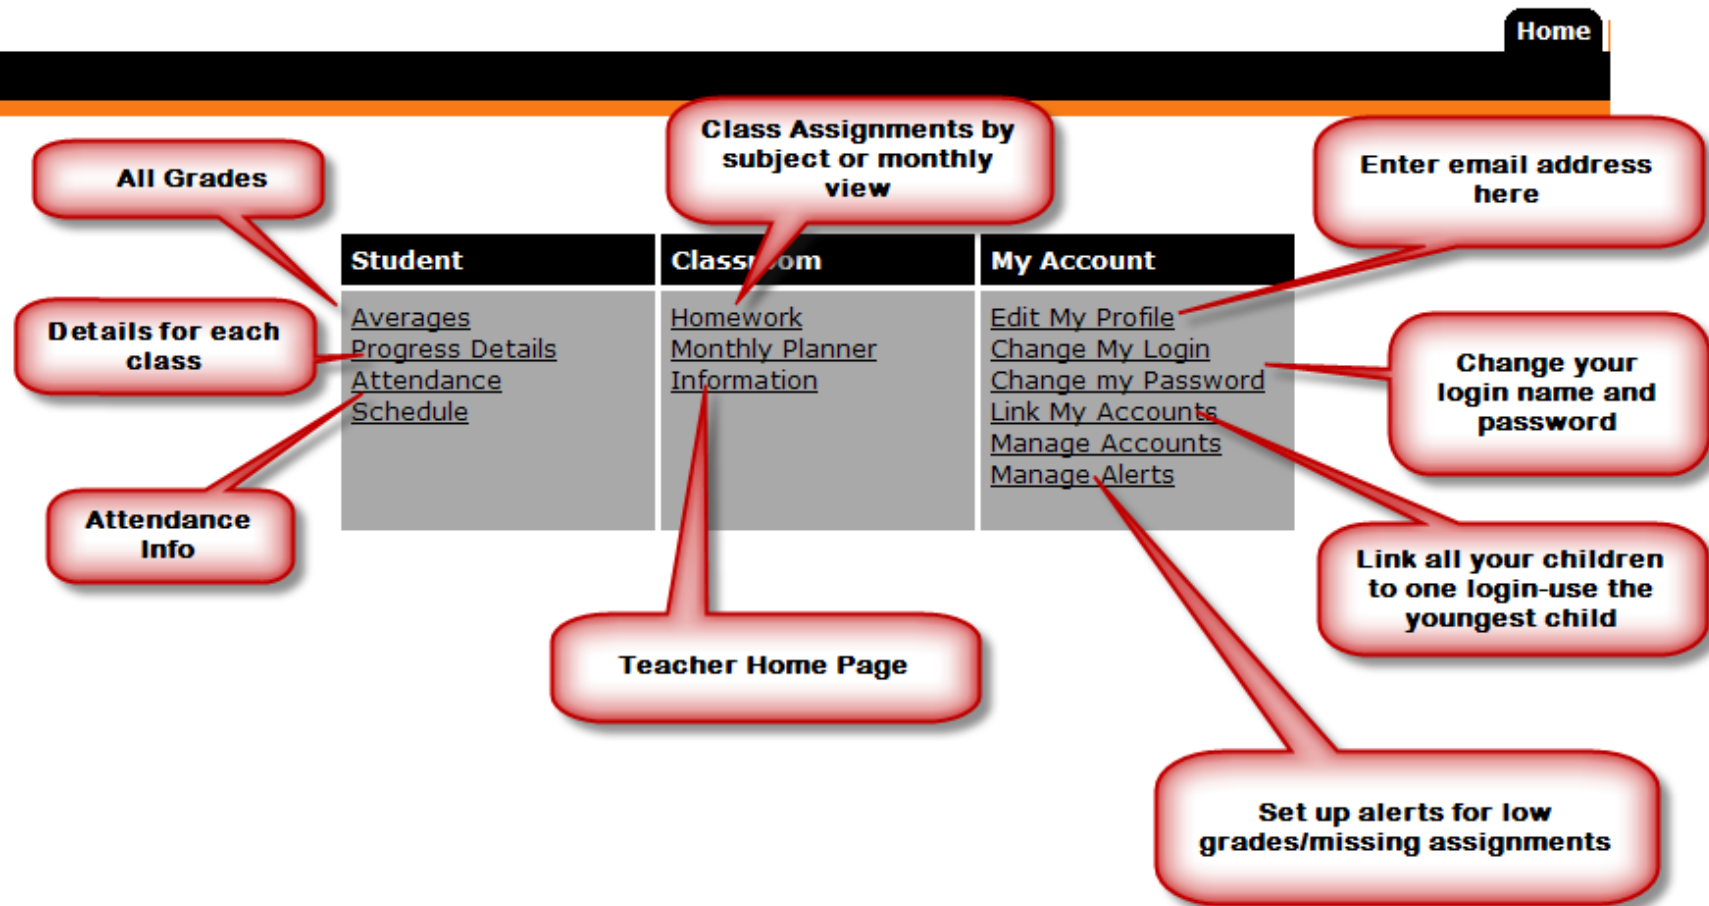 Home
Class Assignments by
subject or monthly
view
All Grades
Enter email address
here
Student
Classroom
My Account
Details for each
class
Averages
Progress Details
Attendance
Schedule
Homework
Monthly Planner
Information
Edit My Profile
Change My Login
Change my Password
Link My Accounts
Manage Accounts
Manage Alerts
Change your
login name and
password
Attendance
Info
Link all your children
to one login-use the
youngest child
Teacher Home Page
Set up alerts for low
grades/missing assignments